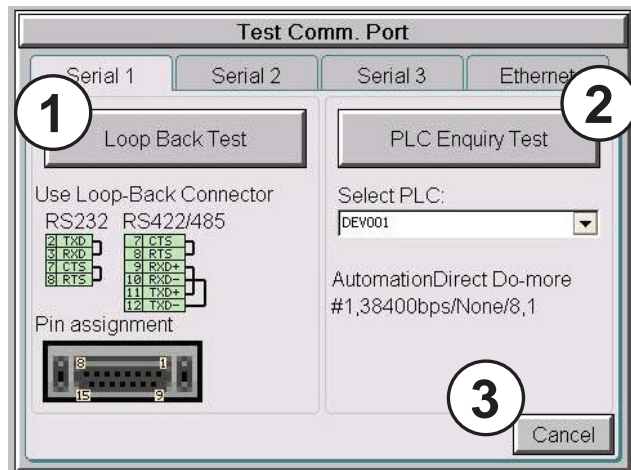 Test Comm. Port
Serial 1 Serial 2 Serial 3 Ethernet
1
2
Loop Back Test
PLC Enquiry Test
Use Loop-Back Connector
RS232 RS422/485
2 TXD
3 RXD
7 CTS
8 RTS
7 CTS
8 RTS
9 RXD+
10 RXD-
11 TXD+
12 TXD-
Pin assignment
8 1
15 9
Select PLC:
DEV001
AutomationDirect Do-more
#1,38400bps/None/8,1
3
Cancel